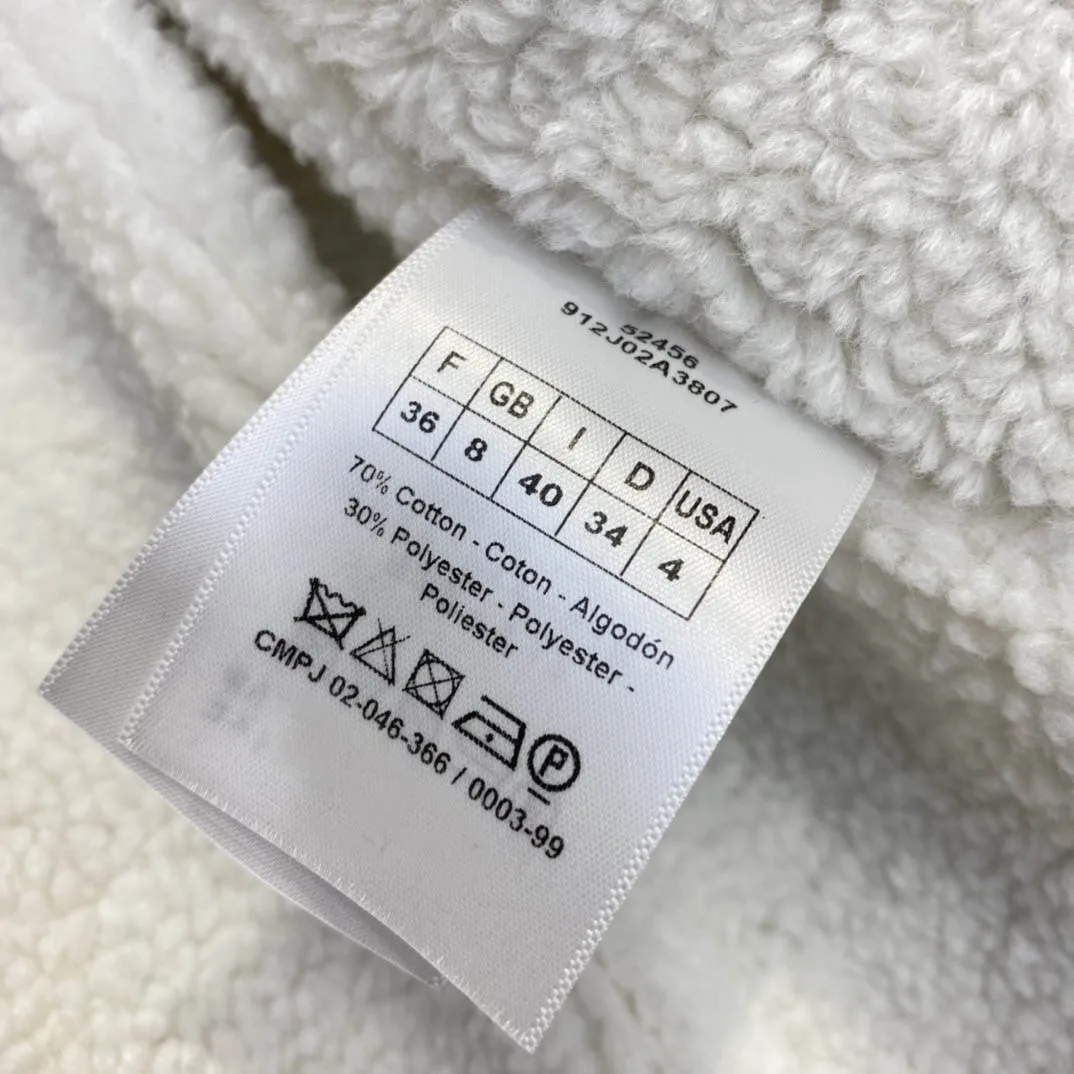 52456
912J02A3807
F GB I D USA
36 8 40 34 4
70% Cotton - Coton - Algodón
30% Polyester - Polyester -
Poliester
P
CMPJ 02-046-366 / 0003-99